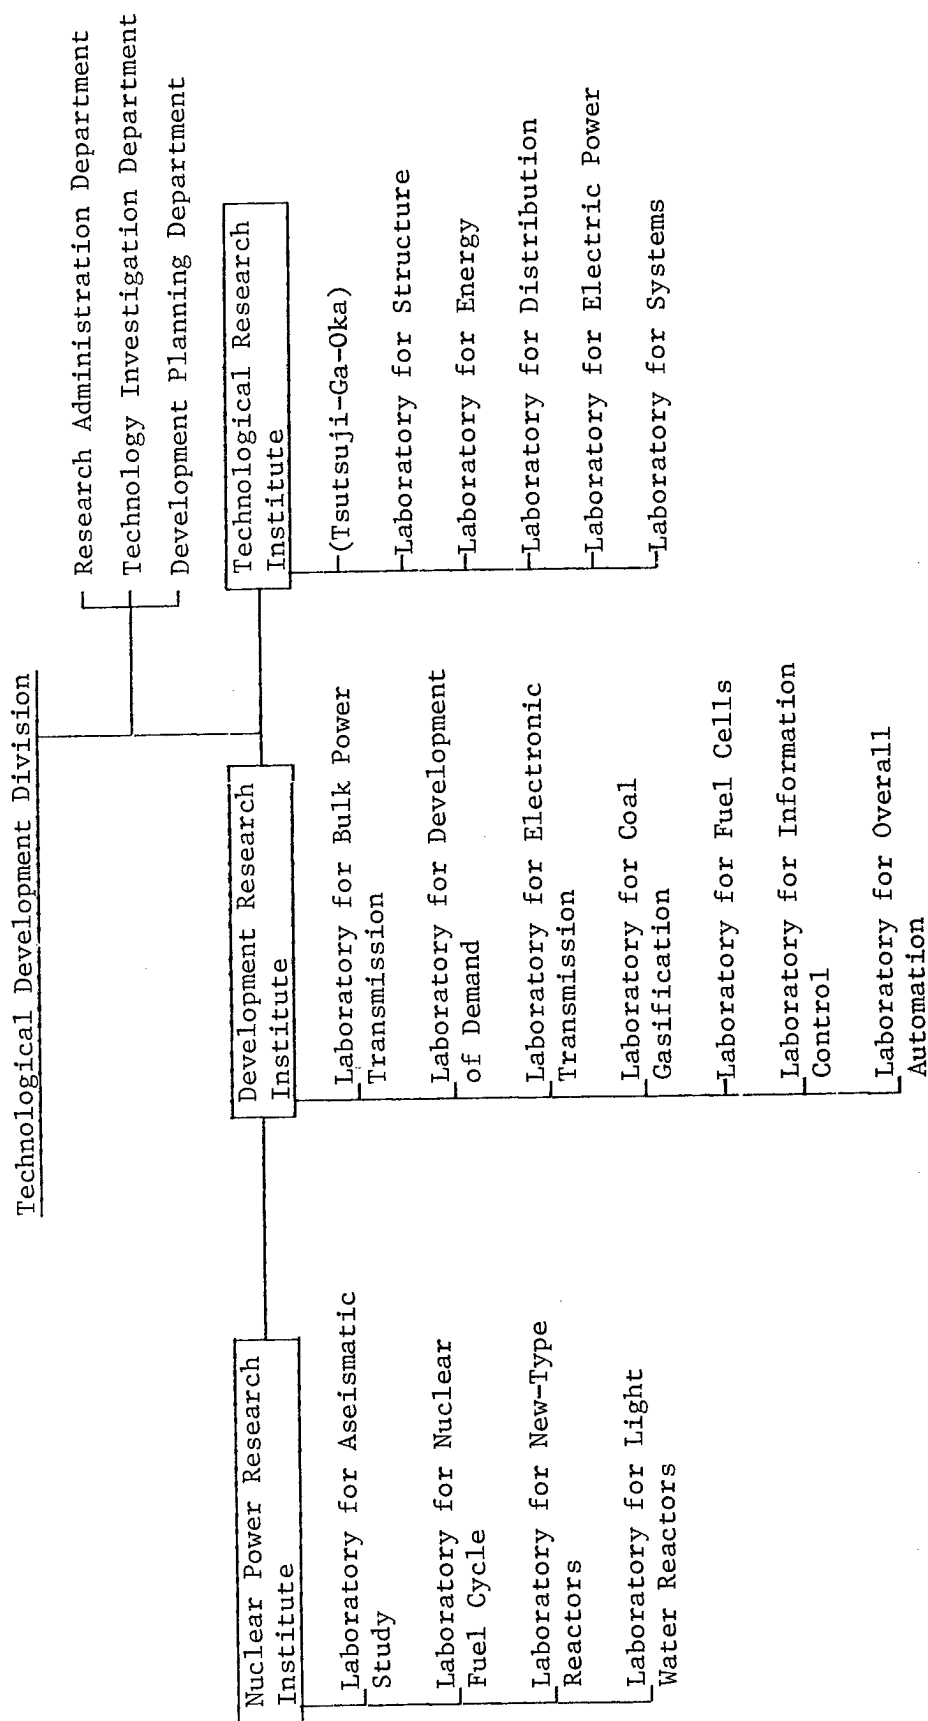 Technological Development Division
Research Administration Department
Technology Investigation Department
Development Planning Department
Nuclear Power Research
Institute
Laboratory for Aseismatic
Study
Laboratory for Nuclear
Fuel Cycle
Laboratory for New-Type
Reactors
Laboratory for Light
Water Reactors
Development Research
Institute
Laboratory for Bulk Power
Transmission
Laboratory for Development
of Demand
Laboratory for Electronic
Transmission
Laboratory for Coal
Gasification
Laboratory for Fuel Cells
Laboratory for Information
Control
Laboratory for Overall
Automation
Technological Research
Institute
(Tsutsuji-Ga-Oka)
Laboratory for Structure
Laboratory for Energy
Laboratory for Distribution
Laboratory for Electric Power
Laboratory for Systems